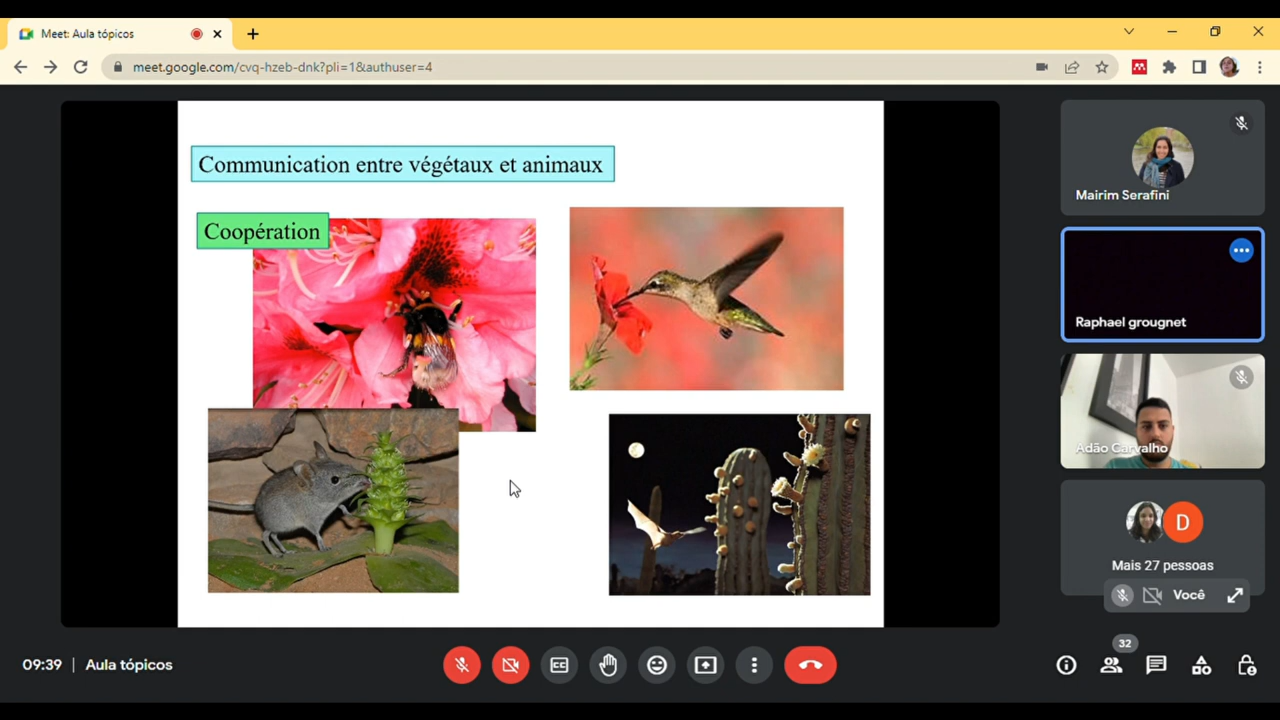 Meet: Aula tópicos
meet.google.com/cvq-hzeb-dnk?pli=1&authuser=4
Communication entre végétaux et animaux
Coopération
Mairim Serafini
Raphael grougnet
Adão Carvalho
D
Mais 27 pessoas
Você
09:39 | Aula tópicos
CC
32